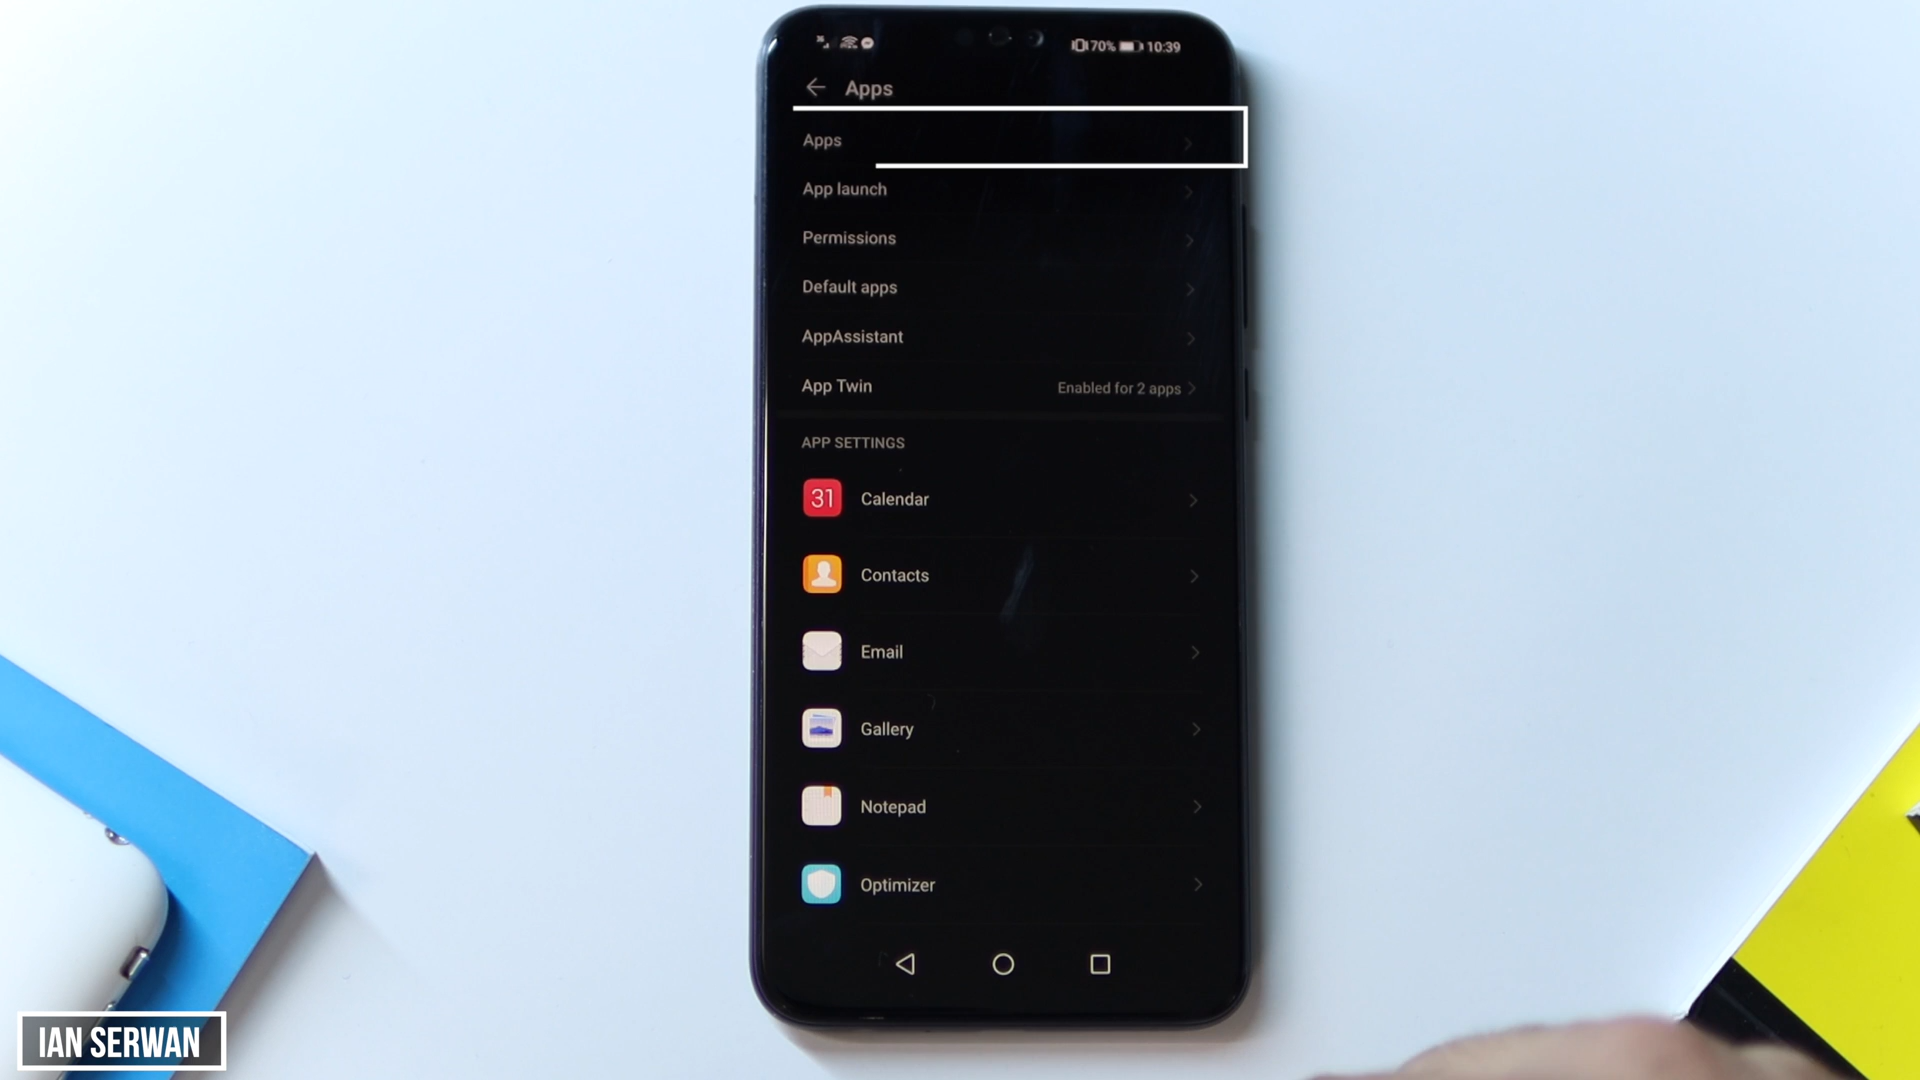 3G
70% 10:39
Apps
Apps
App launch
Permissions
Default apps
AppAssistant
App Twin Enabled for 2 apps
APP SETTINGS
31 Calendar
Contacts
Email
Gallery
Notepad
Optimizer
IAN SERWAN